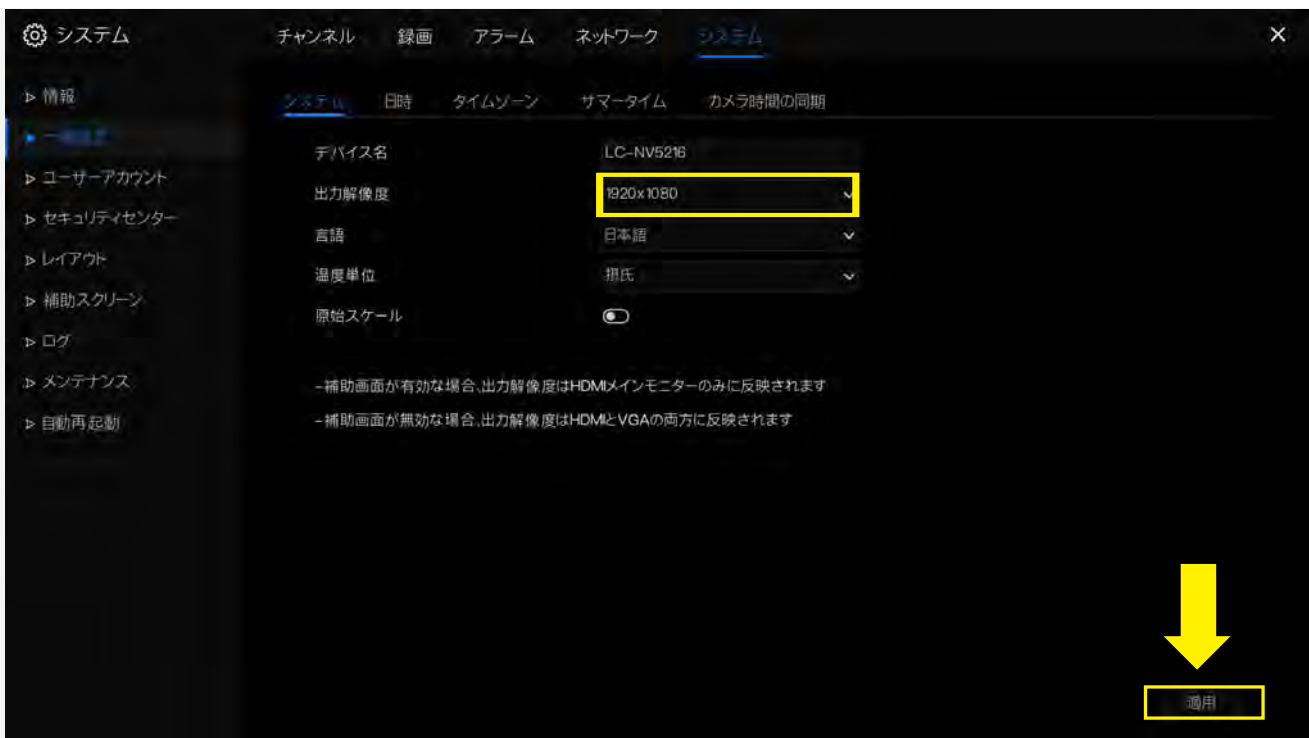 システム
チャンネル 録画 アラーム ネットワーク システム
情報
一般設定
ユーザーアカウント
セキュリティセンター
レイアウト
補助スクリーン
ログ
メンテナンス
自動再起動
システム 日時 タイムゾーン サマータイム カメラ時間の同期
デバイス名 LC-NV5216
出力解像度 1920x1080
言語 日本語
温度単位 摂氏
原始スケール
-補助画面が有効な場合、出力解像度はHDMIメインモニターのみに反映されます
-補助画面が無効な場合、出力解像度はHDMIとVGAの両方に反映されます
適用